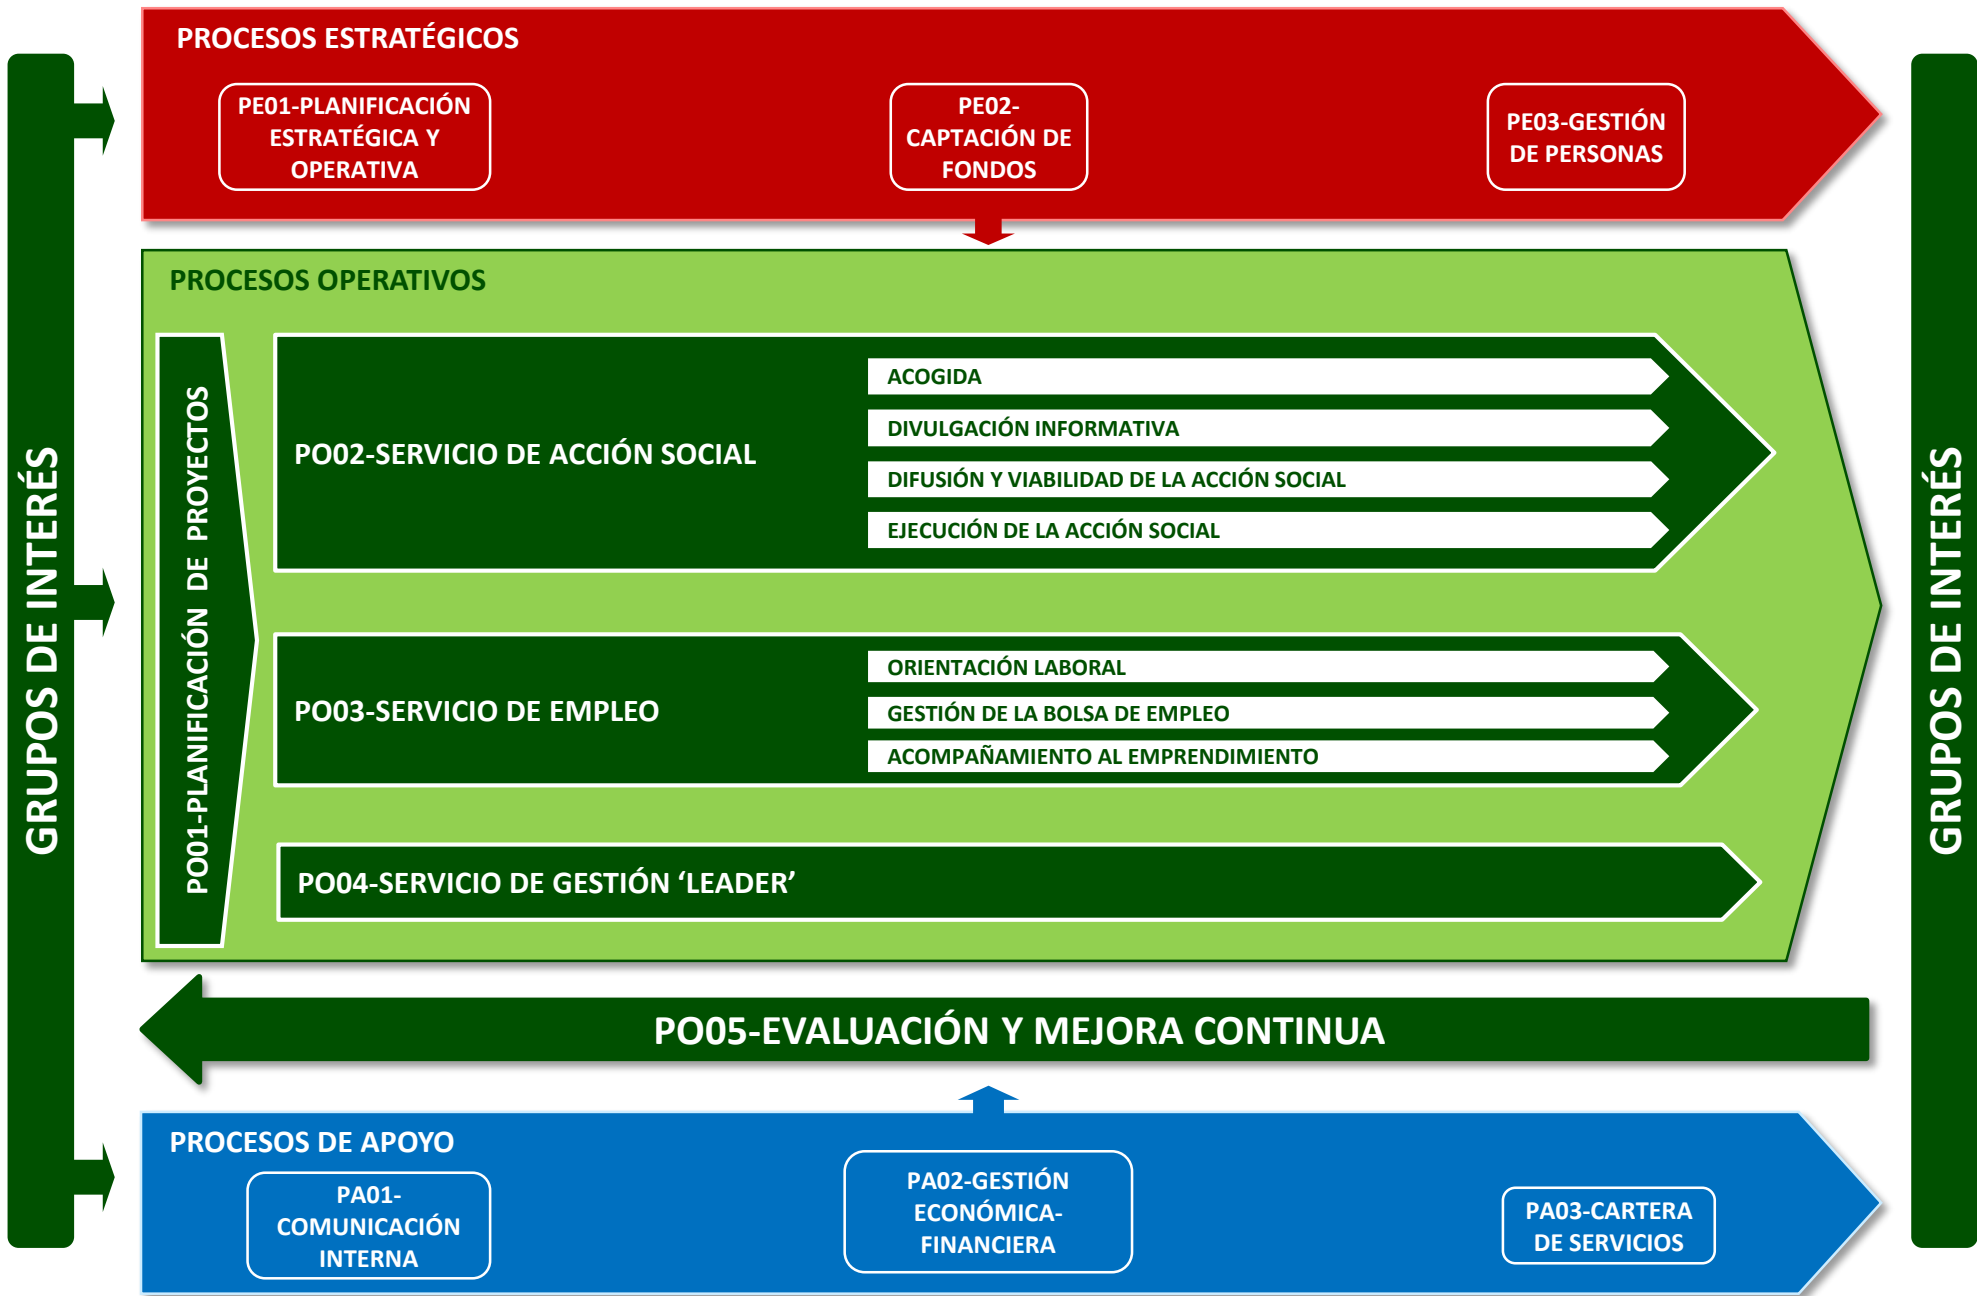 GRUPOS DE INTERÉS
PROCESOS ESTRATÉGICOS
PE01-PLANIFICACIÓN
ESTRATÉGICA Y
OPERATIVA
PE02-
CAPTACIÓN DE
FONDOS
PE03-GESTIÓN
DE PERSONAS
PROCESOS OPERATIVOS
PO01-PLANIFICACIÓN DE PROYECTOS
PO02-SERVICIO DE ACCIÓN SOCIAL
ACOGIDA
DIVULGACIÓN INFORMATIVA
DIFUSIÓN Y VIABILIDAD DE LA ACCIÓN SOCIAL
EJECUCIÓN DE LA ACCIÓN SOCIAL
PO03-SERVICIO DE EMPLEO
ORIENTACIÓN LABORAL
GESTIÓN DE LA BOLSA DE EMPLEO
ACOMPAÑAMIENTO AL EMPRENDIMIENTO
PO04-SERVICIO DE GESTIÓN ‘LEADER’
PO05-EVALUACIÓN Y MEJORA CONTINUA
PROCESOS DE APOYO
PA01-
COMUNICACIÓN
INTERNA
PA02-GESTIÓN
ECONÓMICA-
FINANCIERA
PA03-CARTERA
DE SERVICIOS
GRUPOS DE INTERÉS